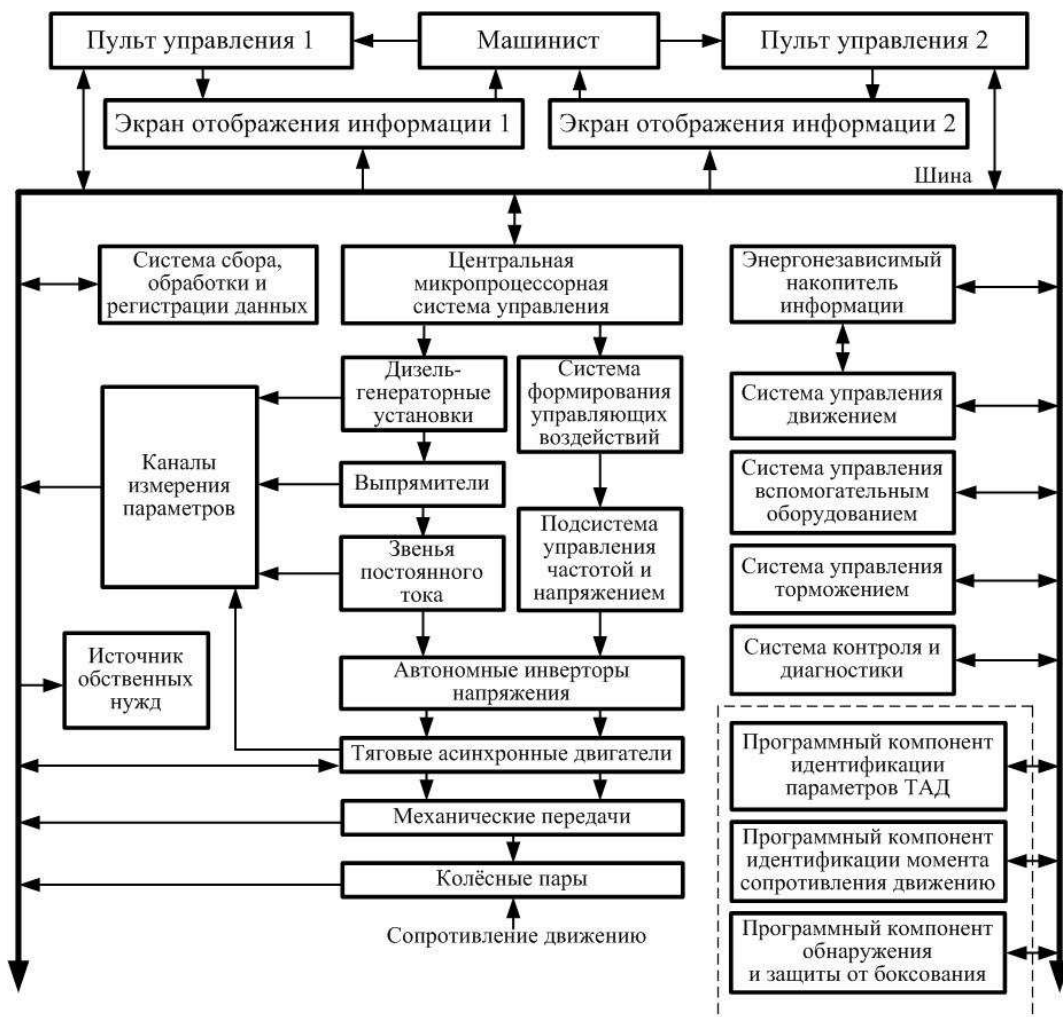 Пульт управления 1
Машинист
Пульт управления 2
Экран отображения информации 1
Экран отображения информации 2
Шина
Система сбора,
обработки и
регистрации данных
Центральная
микропроцессорная
система управления
Энергонезависимый
накопитель
информации
Дизель-
генераторные
установки
Система
формирования
управляющих
воздействий
Система управления
движением
Каналы
измерения
параметров
Выпрямители
Система управления
вспомогательным
оборудованием
Звенья
постоянного
тока
Подсистема
управления
частотой и
напряжением
Система управления
торможением
Источник
обственных
нужд
Автономные инверторы
напряжения
Система контроля и
диагностики
Тяговые асинхронные двигатели
Программный компонент
идентификации
параметров ТАД
Механические передачи
Программный компонент
идентификации момента
сопротивления движению
Колёсные пары
Сопротивление движению
Программный компонент
обнаружения
и защиты от боксования